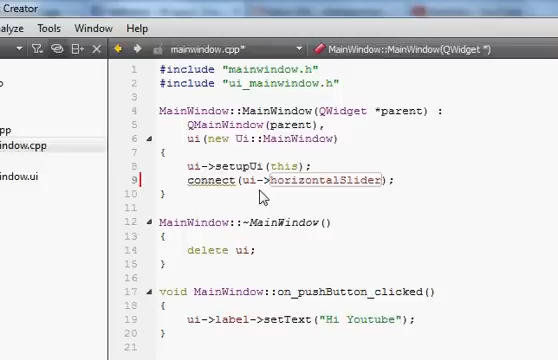 Creator
alyze Tools Window Help
mainwindow.cpp* MainWindow::MainWindow(QWidget *)
1 #include "mainwindow.h"
2 #include "ui_mainwindow.h"
3
4 MainWindow::MainWindow(QWidget *parent) :
5 QMainWindow(parent),
6 ui(new Ui::MainWindow)
7 {
8 ui->setupUi(this);
9 connect(ui->horizontalSlider);
10 }
11
12 MainWindow::~MainWindow()
13 {
14 delete ui;
15 }
16
17 void MainWindow::on_pushButton_clicked()
18 {
19 ui->label->setText("Hi Youtube");
20 }
21
pp
ndow.cpp
ndow.ui